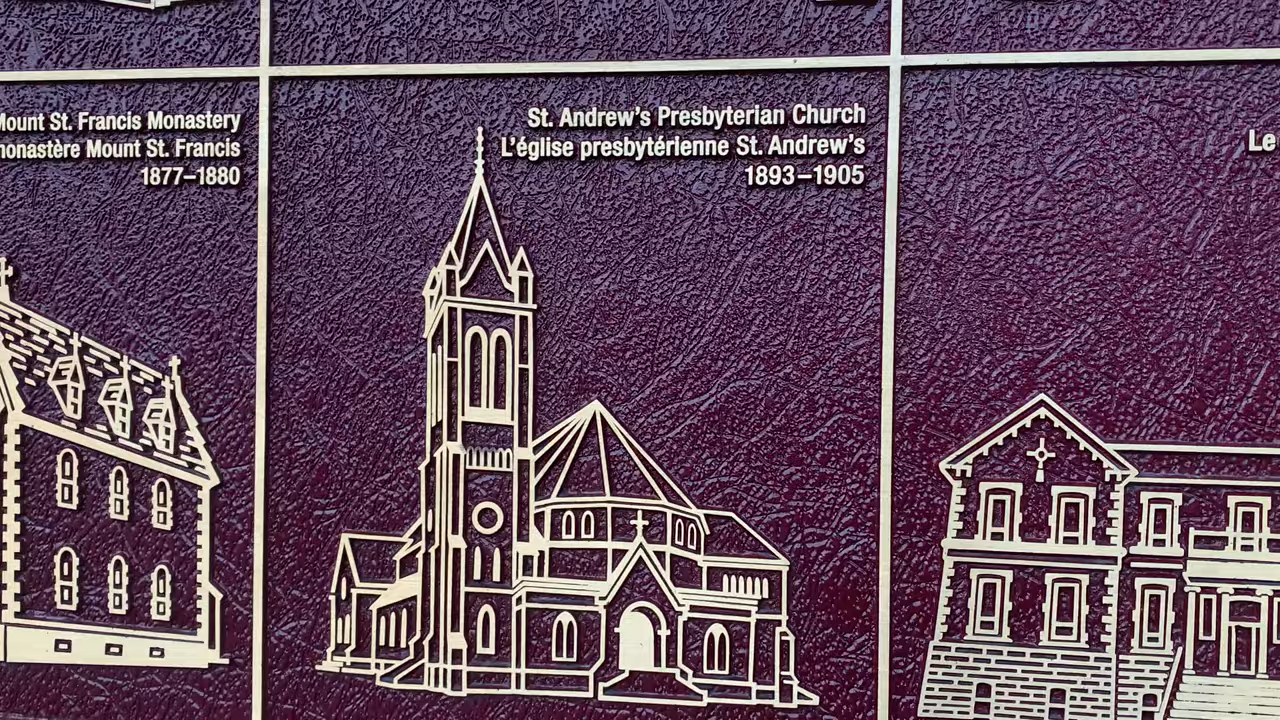 Mount St. Francis Monastery
monastère Mount St. Francis
1877–1880
St. Andrew's Presbyterian Church
L'église presbytérienne St. Andrew's
1893–1905
Le